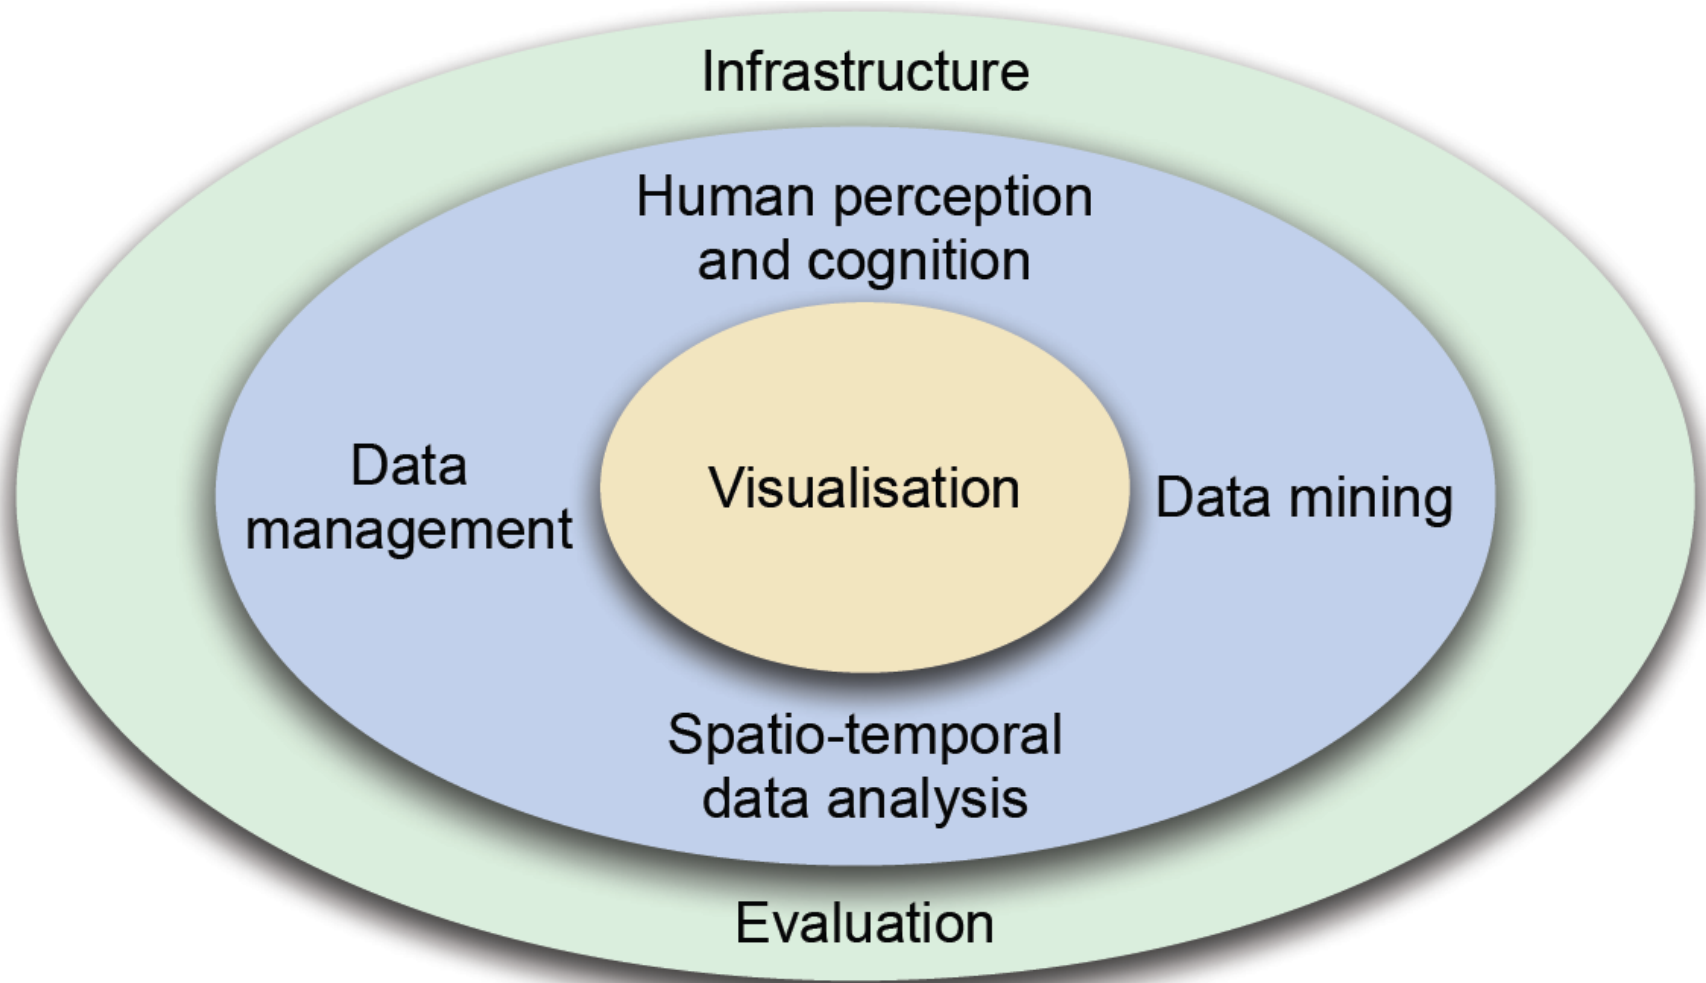 Infrastructure
Human perception
and cognition
Data
management
Visualisation
Data mining
Spatio-temporal
data analysis
Evaluation